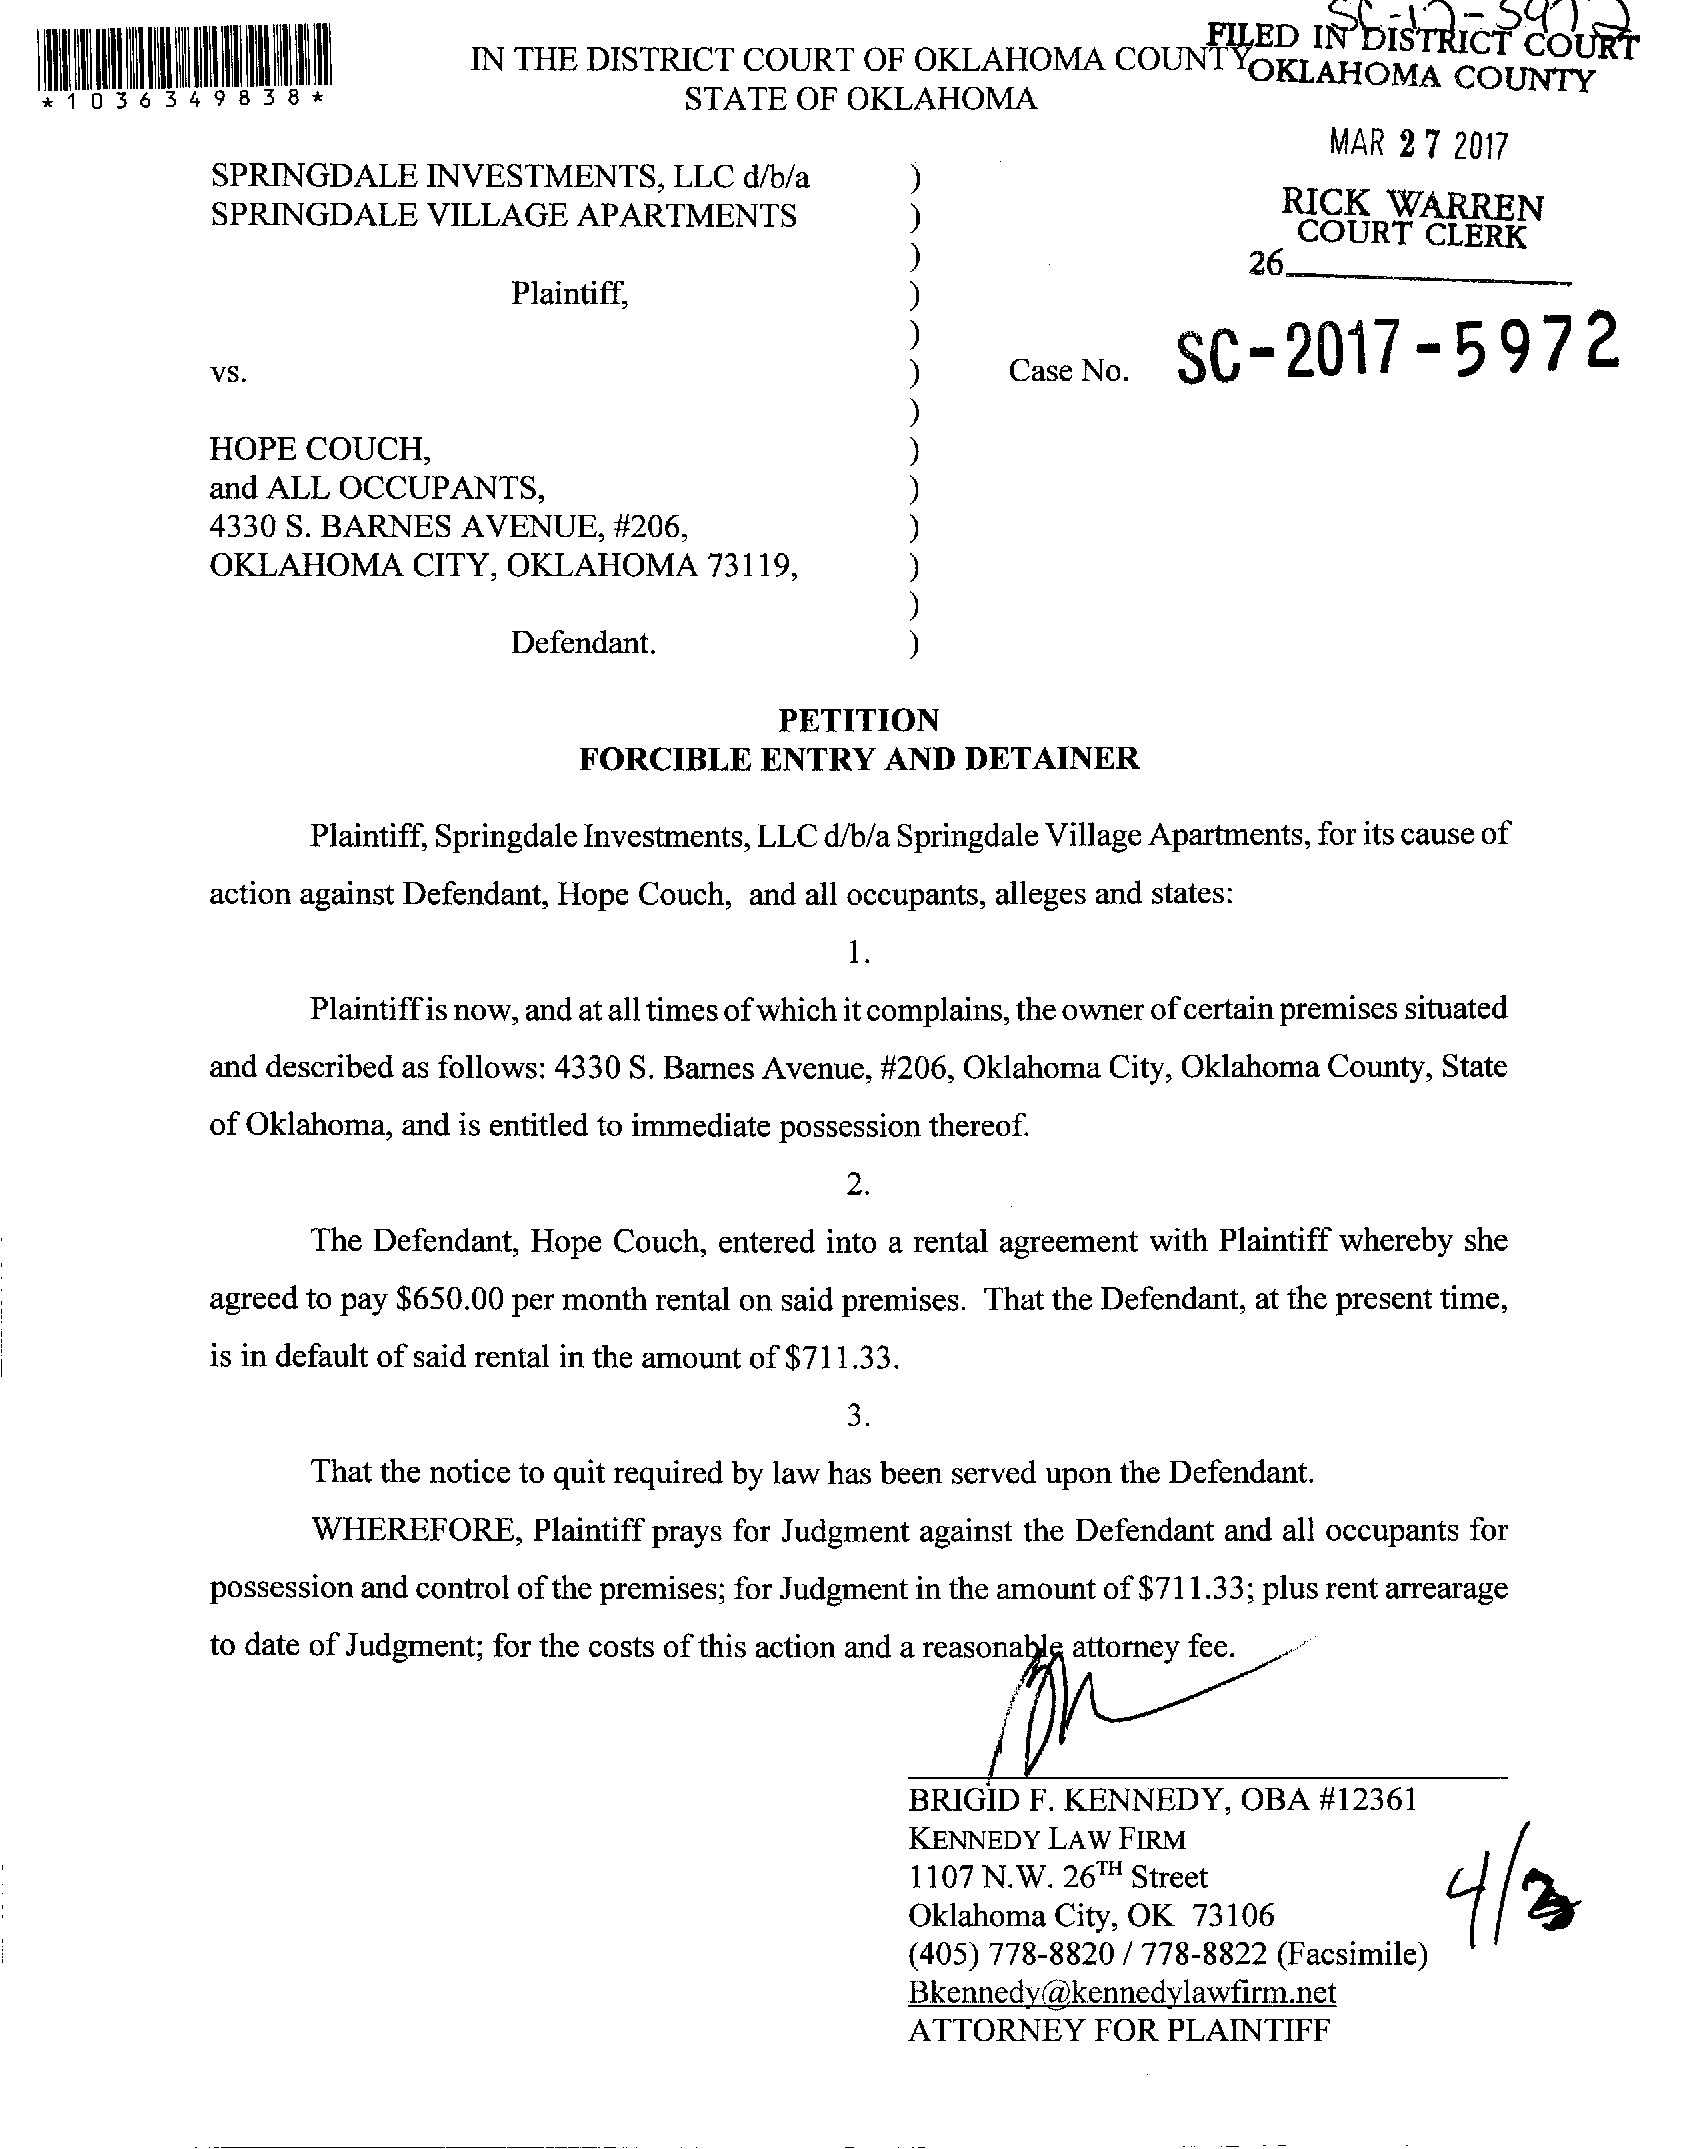 SC-17-5972
FILED IN DISTRICT COURT
OKLAHOMA COUNTY
*1036349838*
IN THE DISTRICT COURT OF OKLAHOMA COUNTY
STATE OF OKLAHOMA
MAR 27 2017
RICK WARREN
COURT CLERK
26
SPRINGDALE INVESTMENTS, LLC d/b/a )
SPRINGDALE VILLAGE APARTMENTS )
)
Plaintiff, )
)
vs. ) Case No. SC-2017-5972
)
HOPE COUCH, )
and ALL OCCUPANTS, )
4330 S. BARNES AVENUE, #206, )
OKLAHOMA CITY, OKLAHOMA 73119, )
)
Defendant. )
PETITION
FORCIBLE ENTRY AND DETAINER
Plaintiff, Springdale Investments, LLC d/b/a Springdale Village Apartments, for its cause of
action against Defendant, Hope Couch, and all occupants, alleges and states:
1.
Plaintiff is now, and at all times of which it complains, the owner of certain premises situated
and described as follows: 4330 S. Barnes Avenue, #206, Oklahoma City, Oklahoma County, State
of Oklahoma, and is entitled to immediate possession thereof.
2.
The Defendant, Hope Couch, entered into a rental agreement with Plaintiff whereby she
agreed to pay $650.00 per month rental on said premises. That the Defendant, at the present time,
is in default of said rental in the amount of $711.33.
3.
That the notice to quit required by law has been served upon the Defendant.
WHEREFORE, Plaintiff prays for Judgment against the Defendant and all occupants for
possession and control of the premises; for Judgment in the amount of $711.33; plus rent arrearage
to date of Judgment; for the costs of this action and a reasonable attorney fee.
BRIGID F. KENNEDY, OBA #12361
KENNEDY LAW FIRM
1107 N.W. 26TH Street
Oklahoma City, OK 73106
(405) 778-8820 / 778-8822 (Facsimile)
Bkennedy@kennedylawfirm.net
ATTORNEY FOR PLAINTIFF